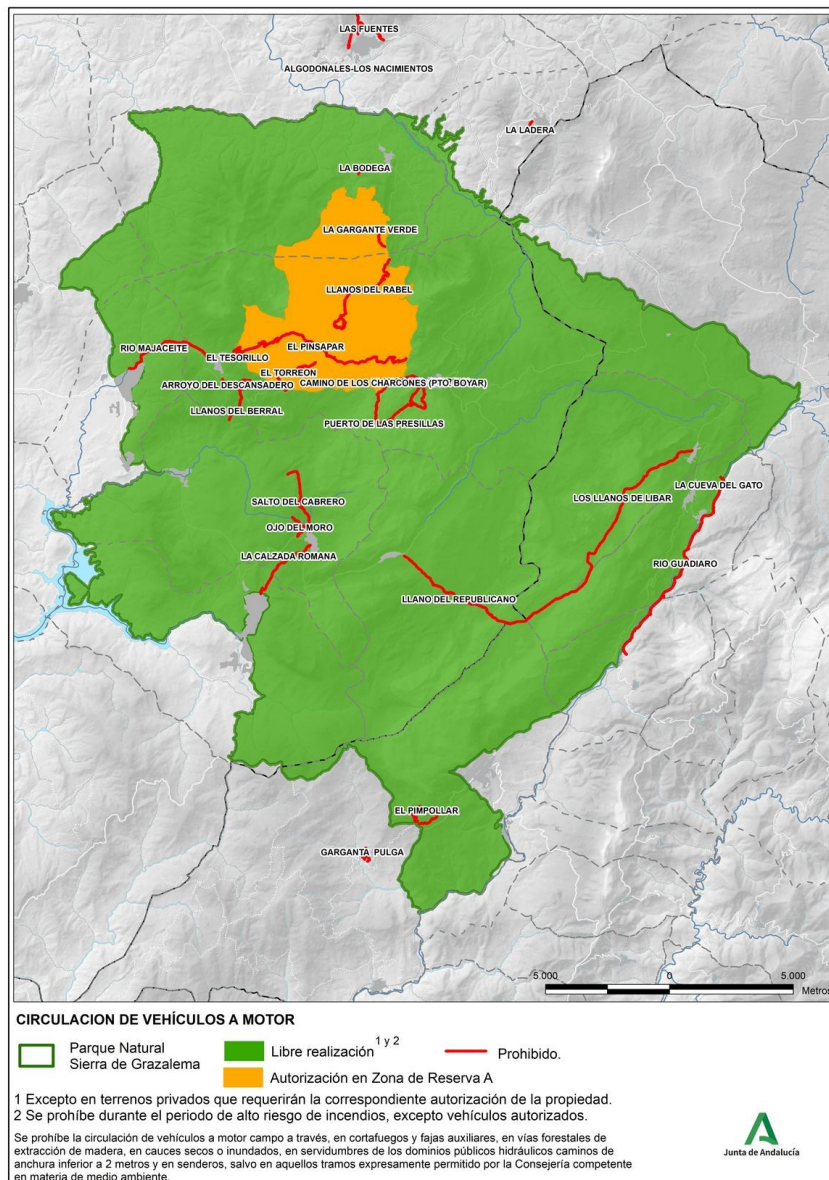 LAS FUENTES
ALGODONALES-LOS NACIMIENTOS
LA LADERA
LA BODEGA
LA GARGANTE VERDE
LLANOS DEL RABEL
RIO MAJACEITE
EL TESORILLO
EL PINSAPAR
EL TORREON
ARROYO DEL DESCANSADERO
CAMINO DE LOS CHARCONES (PTO. BOYAR)
LLANOS DEL BERRAL
PUERTO DE LAS PRESILLAS
LA CUEVA DEL GATO
LOS LLANOS DE LIBAR
SALTO DEL CABRERO
OJO DEL MORO
LA CALZADA ROMANA
RIO GUADIARO
LLANO DEL REPUBLICANO
EL PIMPOLLAR
GARGANTA PULGA
5.000 0 5.000
Metros
CIRCULACION DE VEHÍCULOS A MOTOR
Parque Natural
Sierra de Grazalema
Libre realización 1 y 2
Prohibido.
Autorización en Zona de Reserva A
1 Excepto en terrenos privados que requerirán la correspondiente autorización de la propiedad.
2 Se prohíbe durante el periodo de alto riesgo de incendios, excepto vehículos autorizados.
Se prohíbe la circulación de vehículos a motor campo a través, en cortafuegos y fajas auxiliares, en vías forestales de
extracción de madera, en cauces secos o inundados, en servidumbres de los dominios públicos hidráulicos caminos de
anchura inferior a 2 metros y en senderos, salvo en aquellos tramos expresamente permitido por la Consejería competente
en materia de medio ambiente.
Junta de Andalucía